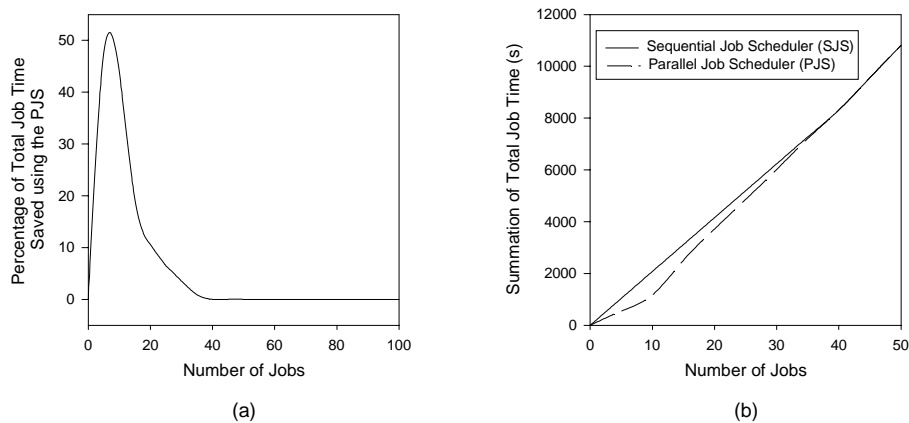 50
40
30
20
10
0
Percentage of Total Job Time
Saved using the PJS
0 20 40 60 80 100
Number of Jobs
(a)
12000
10000
8000
6000
4000
2000
0
Summation of Total Job Time (s)
Sequential Job Scheduler (SJS)
Parallel Job Scheduler (PJS)
0 10 20 30 40 50
Number of Jobs
(b)